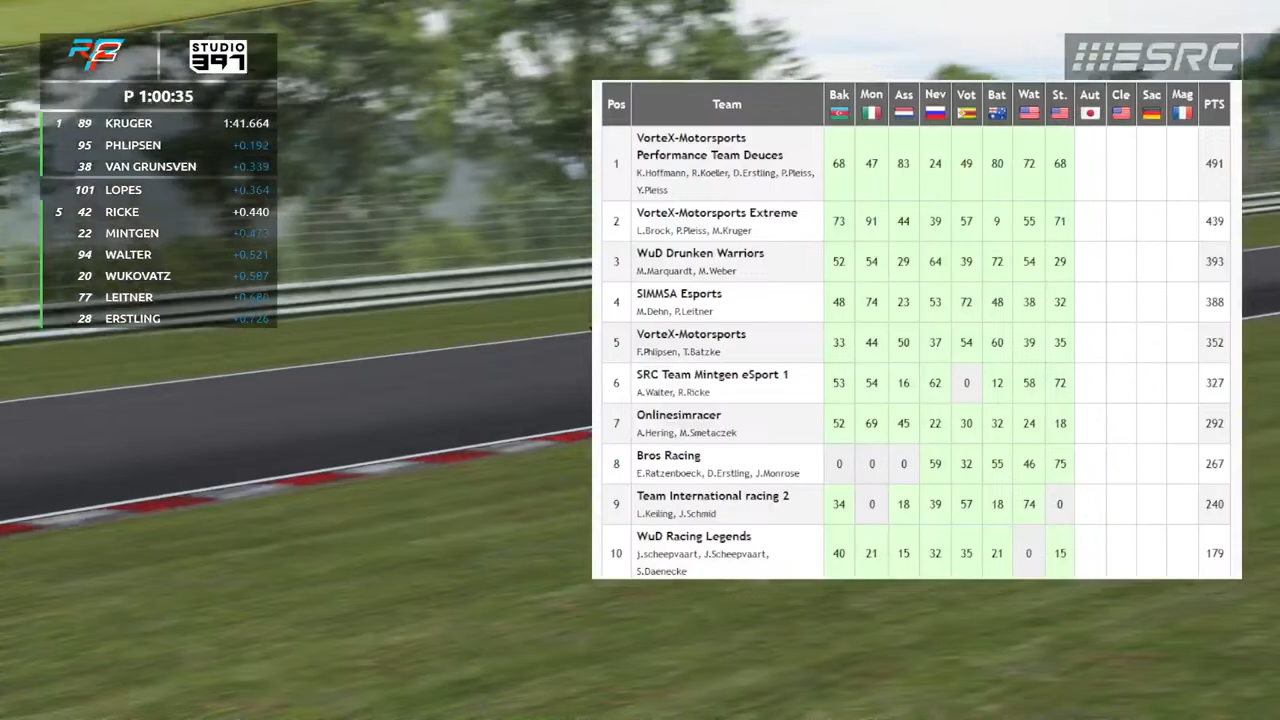 rF2
STUDIO
397
SRC
P 1:00:35
1 89 KRUGER 1:41.664
95 PHLIPSEN +0.192
38 VAN GRUNSVEN +0.339
101 LOPES +0.364
5 42 RICKE +0.440
22 MINTGEN +0.473
94 WALTER +0.521
20 WUKOVATZ +0.587
77 LEITNER +0.680
28 ERSTLING +0.726
Pos Team Bak Mon Ass Nev Vot Bat Wat St. Aut Cle Sac Mag PTS
1 VorteX-Motorsports Performance Team Deuces 68 47 83 24 49 80 72 68 491
K.Hoffmann, R.Koeller, D.Erstling, P.Pleiss,
Y.Pleiss
2 VorteX-Motorsports Extreme 73 91 44 39 57 9 55 71 439
L.Brock, P.Pleiss, M.Kruger
3 WuD Drunken Warriors 52 54 29 64 39 72 54 29 393
M.Marquardt, M.Weber
4 SIMMSA Esports 48 74 23 53 72 48 38 32 388
M.Dehn, P.Leitner
5 VorteX-Motorsports 33 44 50 37 54 60 39 35 352
F.Phlipsen, T.Batzke
6 SRC Team Mintgen eSport 1 53 54 16 62 0 12 58 72 327
A.Walter, R.Ricke
7 Onlinesimracer 52 69 45 22 30 32 24 18 292
A.Hering, M.Smetaczek
8 Bros Racing 0 0 0 59 32 55 46 75 267
E.Ratzenboeck, D.Erstling, J.Monrose
9 Team International racing 2 34 0 18 39 57 18 74 0 240
L.Keiling, J.Schmid
10 WuD Racing Legends 40 21 15 32 35 21 0 15 179
j.scheepvaart, J.Scheepvaart,
S.Daenecke